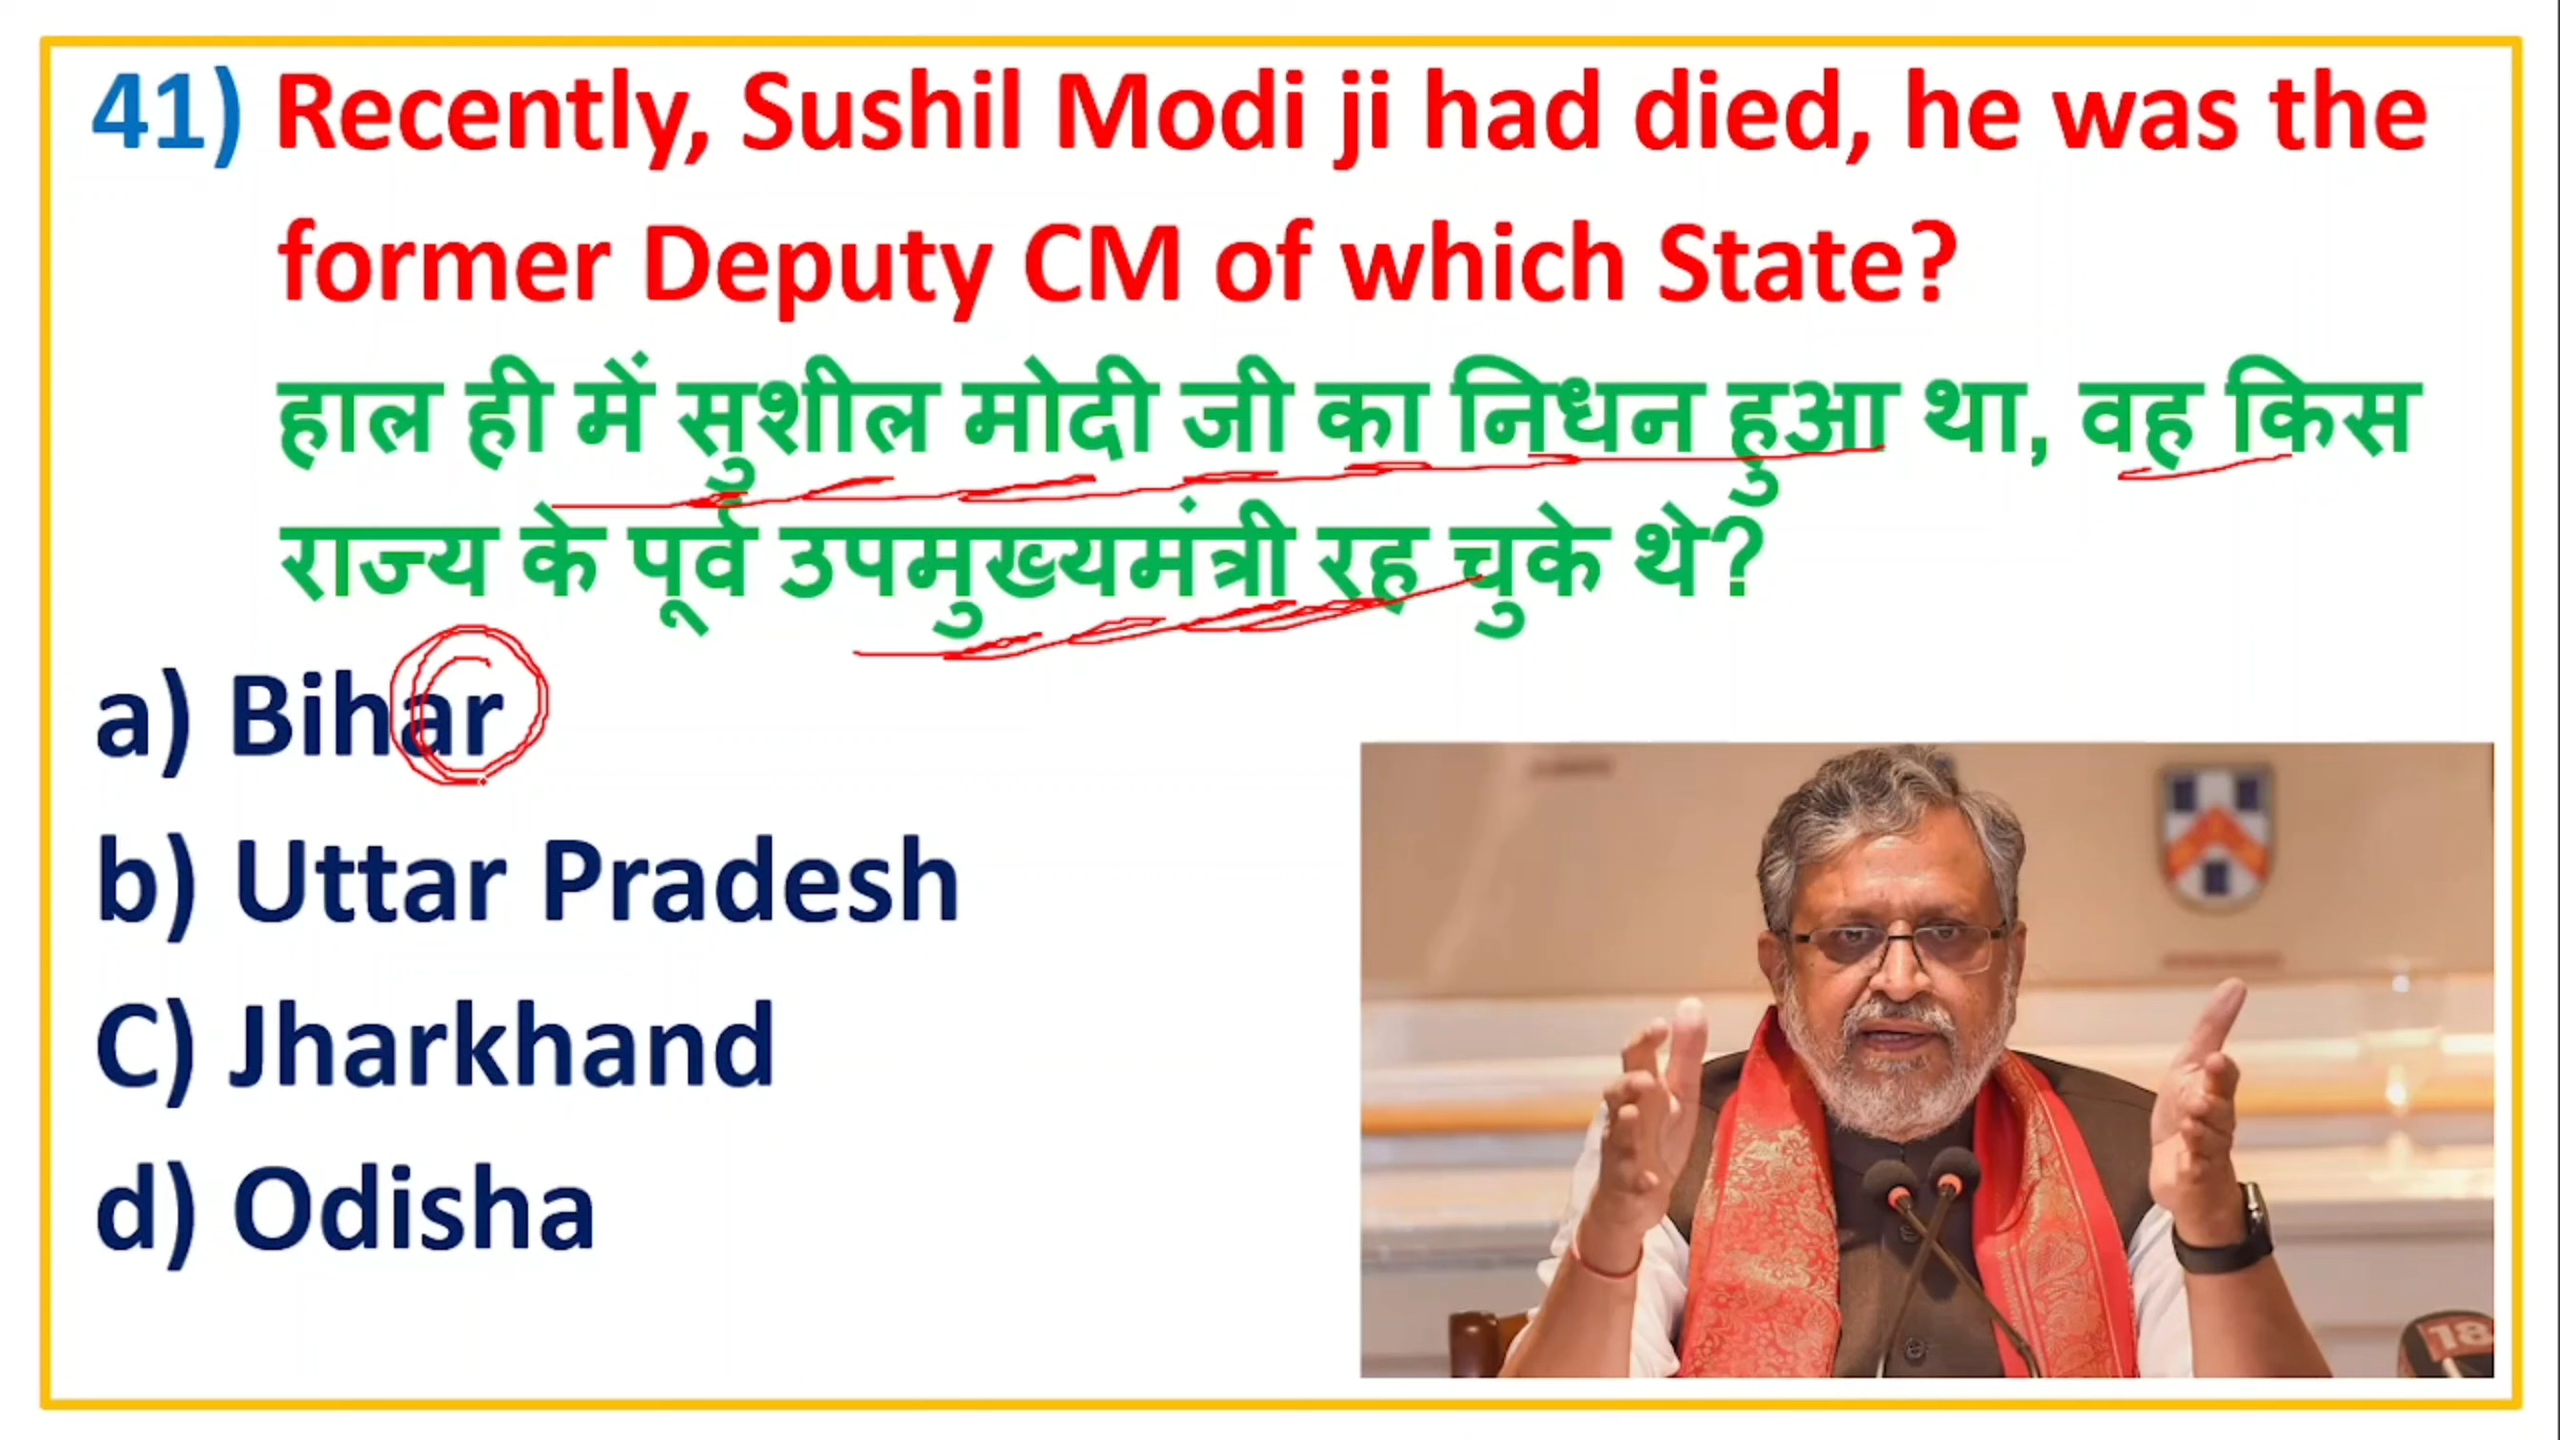 41) Recently, Sushil Modi ji had died, he was the
former Deputy CM of which State?
हाल ही में सुशील मोदी जी का निधन हुआ था, वह किस
राज्य के पूर्व उपमुख्यमंत्री रह चुके थे?
a) Bihar
b) Uttar Pradesh
C) Jharkhand
d) Odisha
18